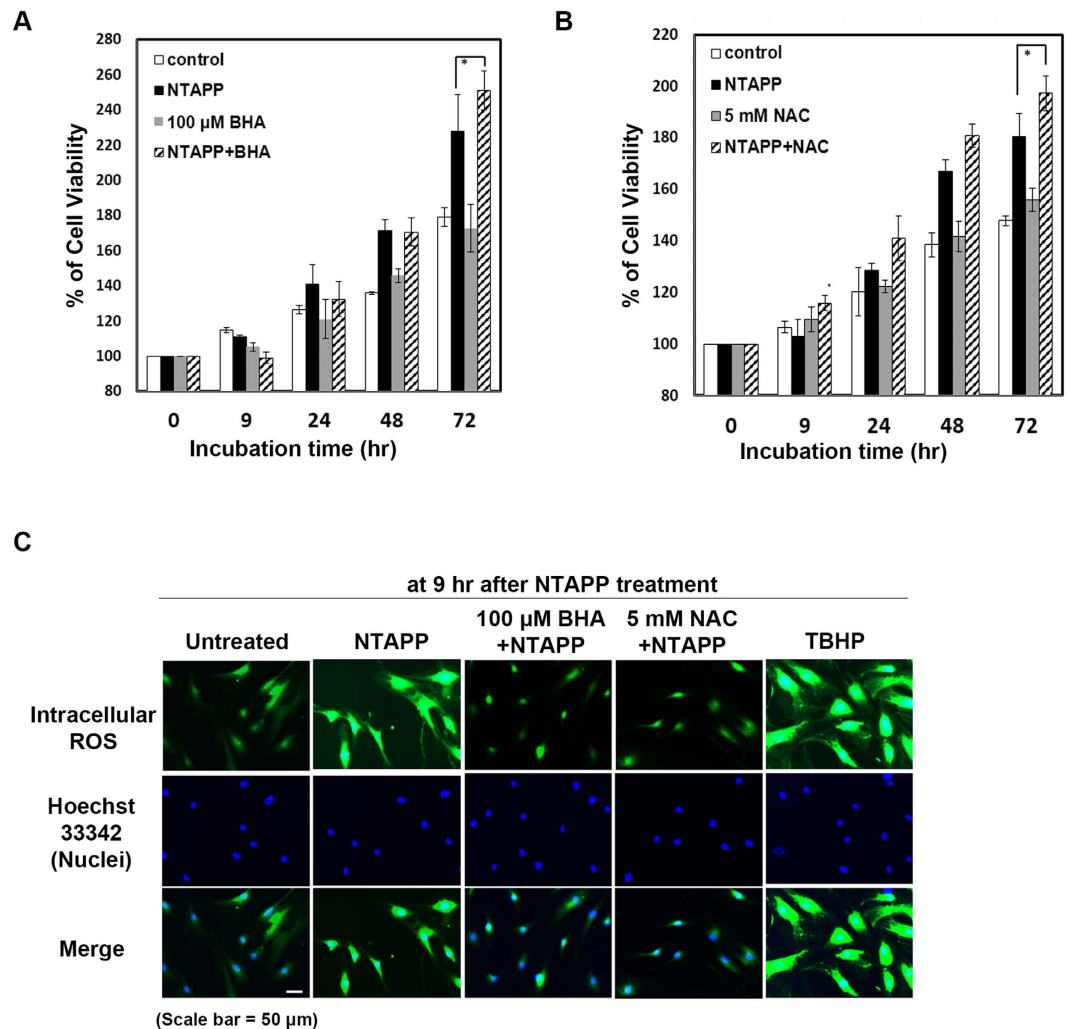 A
280
260
240
220
200
180
160
140
120
100
80
% of Cell Viability
control
NTAPP
100 µM BHA
NTAPP+BHA
*
0 9 24 48 72
Incubation time (hr)
B
220
200
180
160
140
120
100
80
% of Cell Viability
control
NTAPP
5 mM NAC
NTAPP+NAC
*
0 9 24 48 72
Incubation time (hr)
C
at 9 hr after NTAPP treatment
Untreated
NTAPP
100 µM BHA
+NTAPP
5 mM NAC
+NTAPP
TBHP
Intracellular
ROS
Hoechst
33342
(Nuclei)
Merge
(Scale bar = 50 µm)